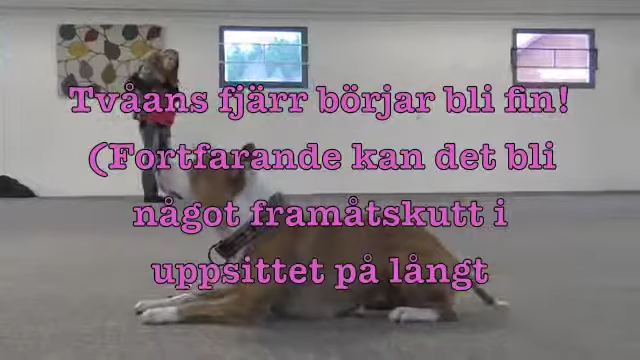 Tvåans fjärr börjar bli fin!
(Fortfarande kan det bli
något framåtskutt i
uppsittet på långt